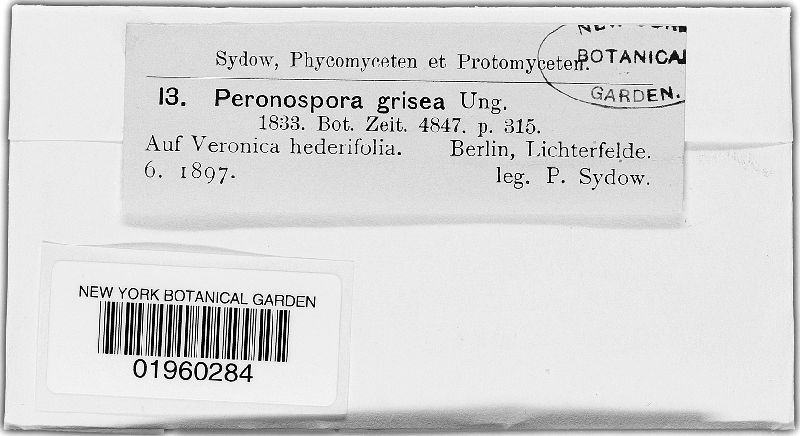 Sydow, Phycomyceten et Protomyceten.
BOTANICAL
GARDEN.
13. Peronospora grisea Ung.
1833. Bot. Zeit. 4847. p. 315.
Auf Veronica hederifolia. Berlin, Lichterfelde.
6. 1897. leg. P. Sydow.
NEW YORK BOTANICAL GARDEN
01960284